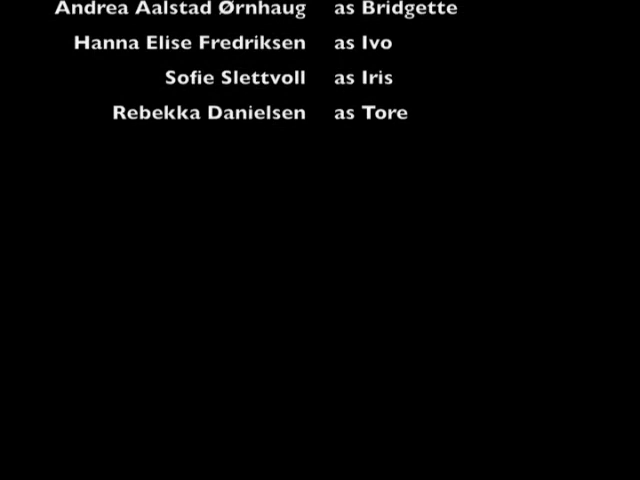 Andrea Aalstad Ørnhaug as Bridgette
Hanna Elise Fredriksen as Ivo
Sofie Slettvoll as Iris
Rebekka Danielsen as Tore